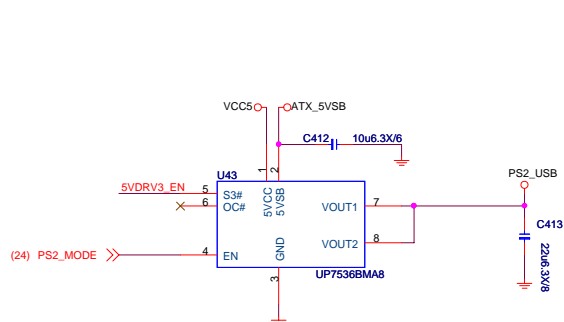 VCC5 ATX_5VSB
C412 10u6.3X/6
U43
1 2
5VDRV3_EN 5 S3# 5VCC 5VSB
6 OC# VOUT1 7
PS2_USB
C413
22u6.3X/8
(24) PS2_MODE 4 EN GND VOUT2 8
3 UP7536BMA8